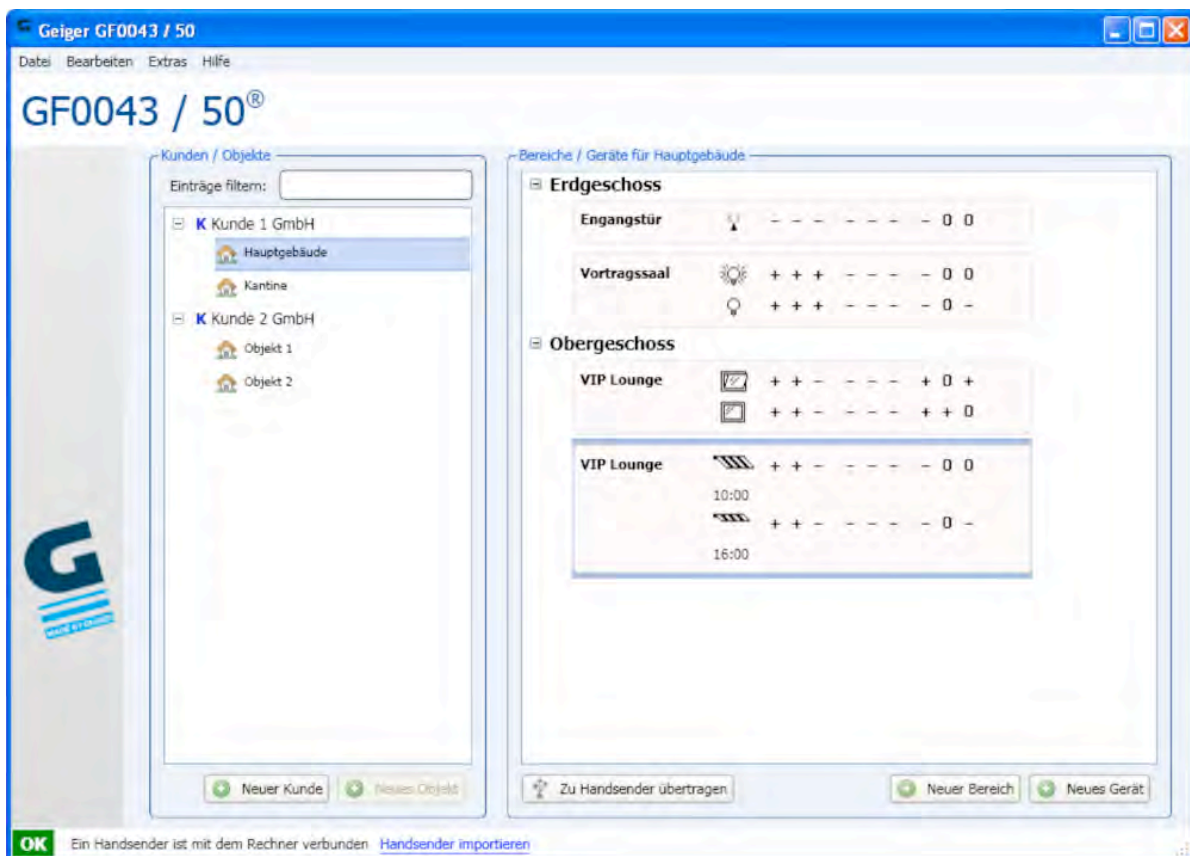 Geiger GF0043 / 50
Datei Bearbeiten Extras Hilfe
GF0043 / 50®
Kunden / Objekte
Einträge filtern:
K Kunde 1 GmbH
Hauptgebäude
Kantine
K Kunde 2 GmbH
Objekt 1
Objekt 2
Neuer Kunde
Neues Objekt
Bereiche / Geräte für Hauptgebäude
Erdgeschoss
Engangstür - - - - - - - 0 0
Vortragssaal + + + - - - - 0 0
+ + + - - - - 0 -
Obergeschoss
VIP Lounge + + - - - - + 0 +
+ + - - - - + + 0
VIP Lounge + + - - - - - 0 0
10:00
+ + - - - - - 0 -
16:00
Zu Handsender übertragen
Neuer Bereich
Neues Gerät
G
OK Ein Handsender ist mit dem Rechner verbunden Handsender importieren